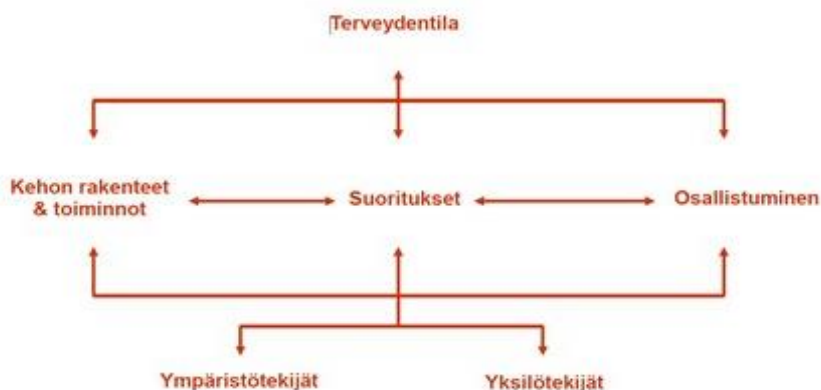 Terveydentila
Kehon rakenteet
& toiminnot
Suoritukset
Osallistuminen
Ympäristötekijät
Yksilötekijät